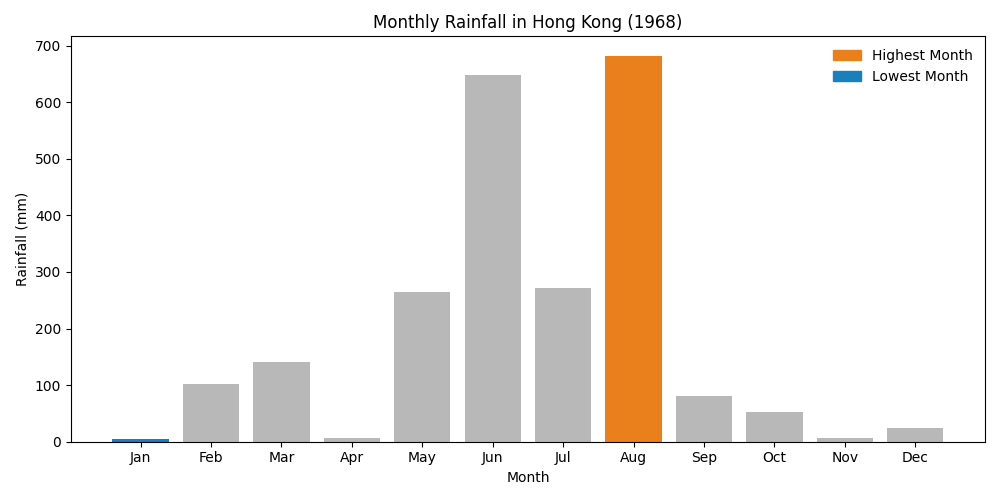 Monthly Rainfall in Hong Kong (1968)
Highest Month
Lowest Month
Rainfall (mm)
700
600
500
400
300
200
100
0
Jan Feb Mar Apr May Jun Jul Aug Sep Oct Nov Dec
Month